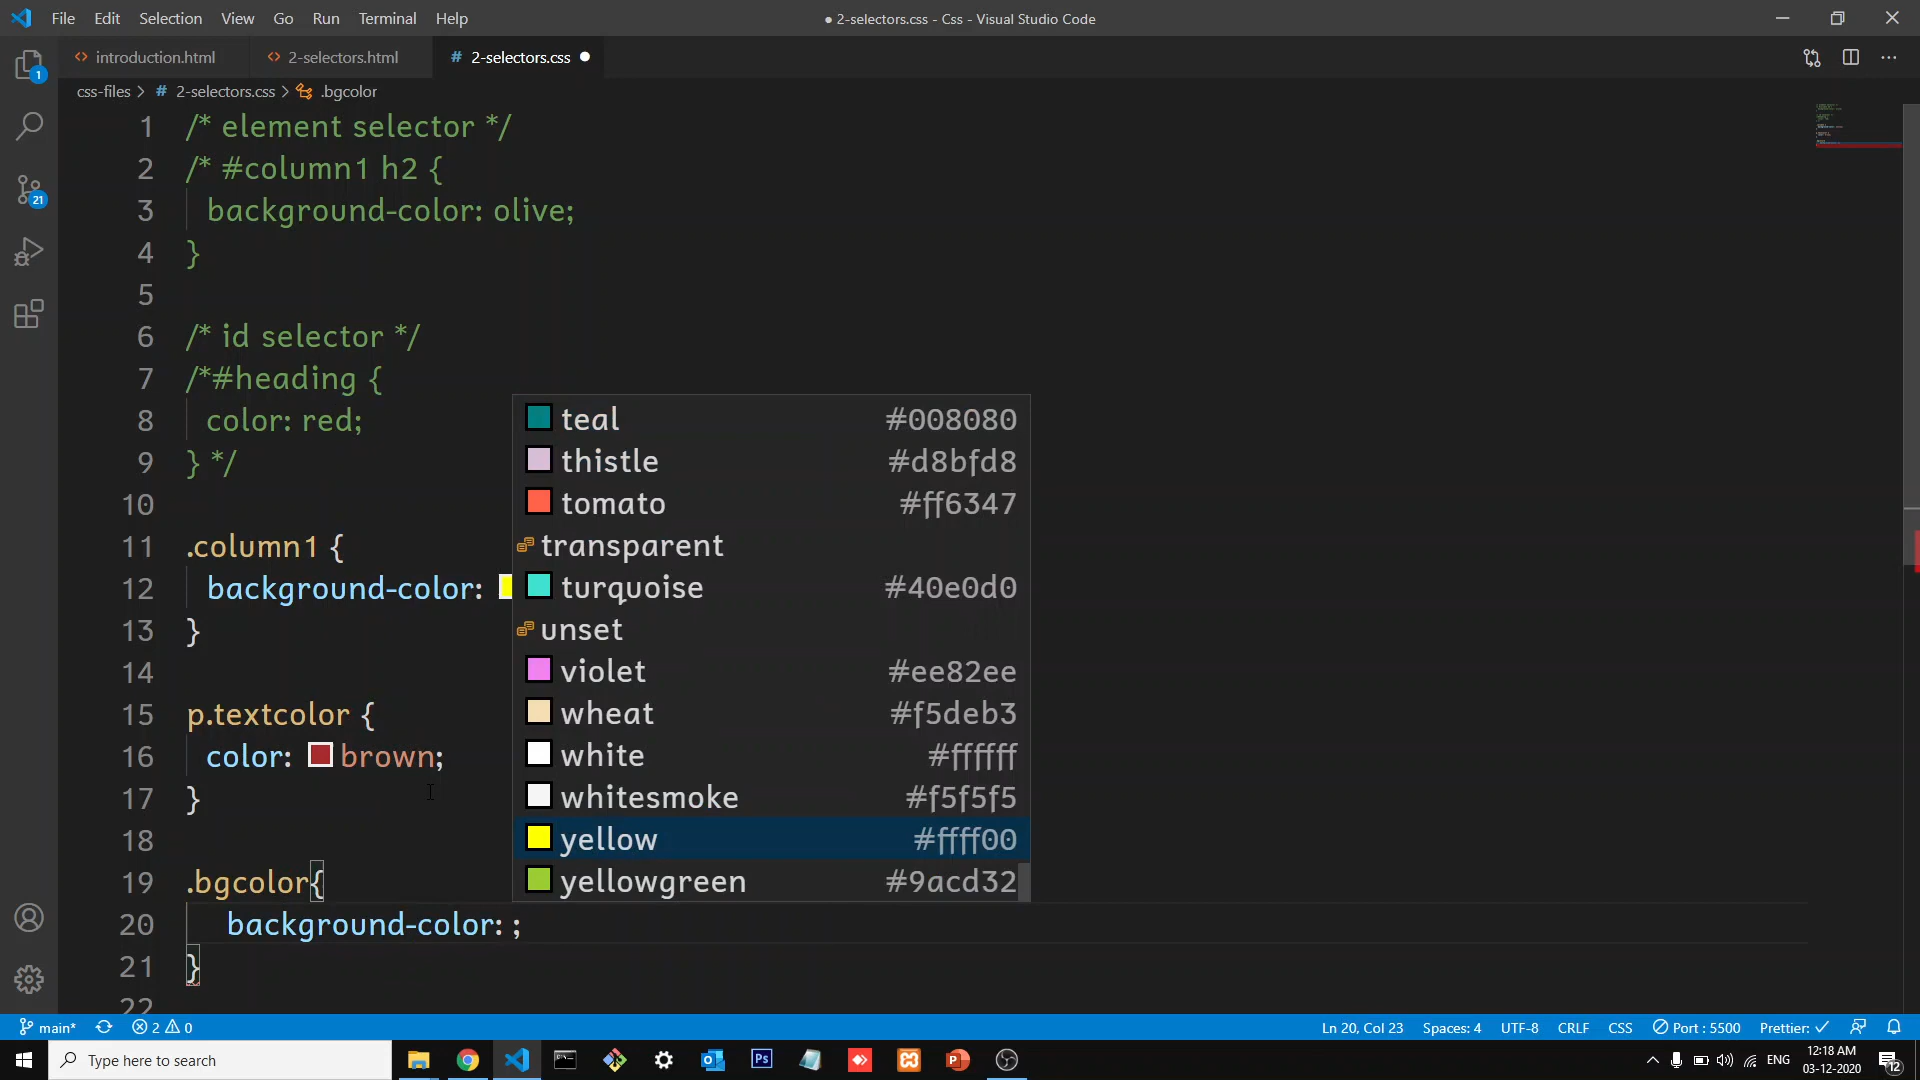 File Edit Selection View Go Run Terminal Help
● 2-selectors.css - Css - Visual Studio Code
introduction.html
2-selectors.html
# 2-selectors.css ●
css-files > # 2-selectors.css > .bgcolor
1 /* element selector */
2 /* #column1 h2 {
3 background-color: olive;
4 }
5
6 /* id selector */
7 /*#heading {
8 color: red;
9 } */
10
11 .column1 {
12 background-color:
13 }
14
15 p.textcolor {
16 color: brown;
17 }
18
19 .bgcolor{
20 background-color: ;
21 }
22
teal #008080
thistle #d8bfd8
tomato #ff6347
transparent
turquoise #40e0d0
unset
violet #ee82ee
wheat #f5deb3
white #ffffff
whitesmoke #f5f5f5
yellow #ffff00
yellowgreen #9acd32
1
21
main* 2 0
Ln 20, Col 23 Spaces: 4 UTF-8 CRLF CSS Port : 5500 Prettier: ✓
Type here to search
Ps
ENG
12:18 AM
03-12-2020
12